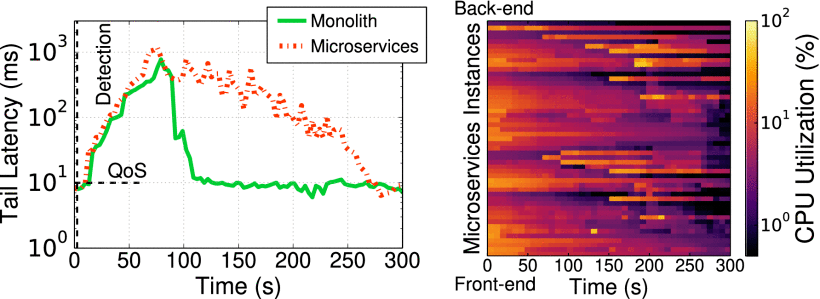 Monolith
Microservices
Detection
QoS
Tail Latency (ms)
10³
10²
10¹
10⁰
0 50 100 150 200 250 300
Time (s)
Back-end
Microservices Instances
Front-end
0 50 100 150 200 250 300
Time (s)
10²
10¹
10⁰
CPU Utilization (%)